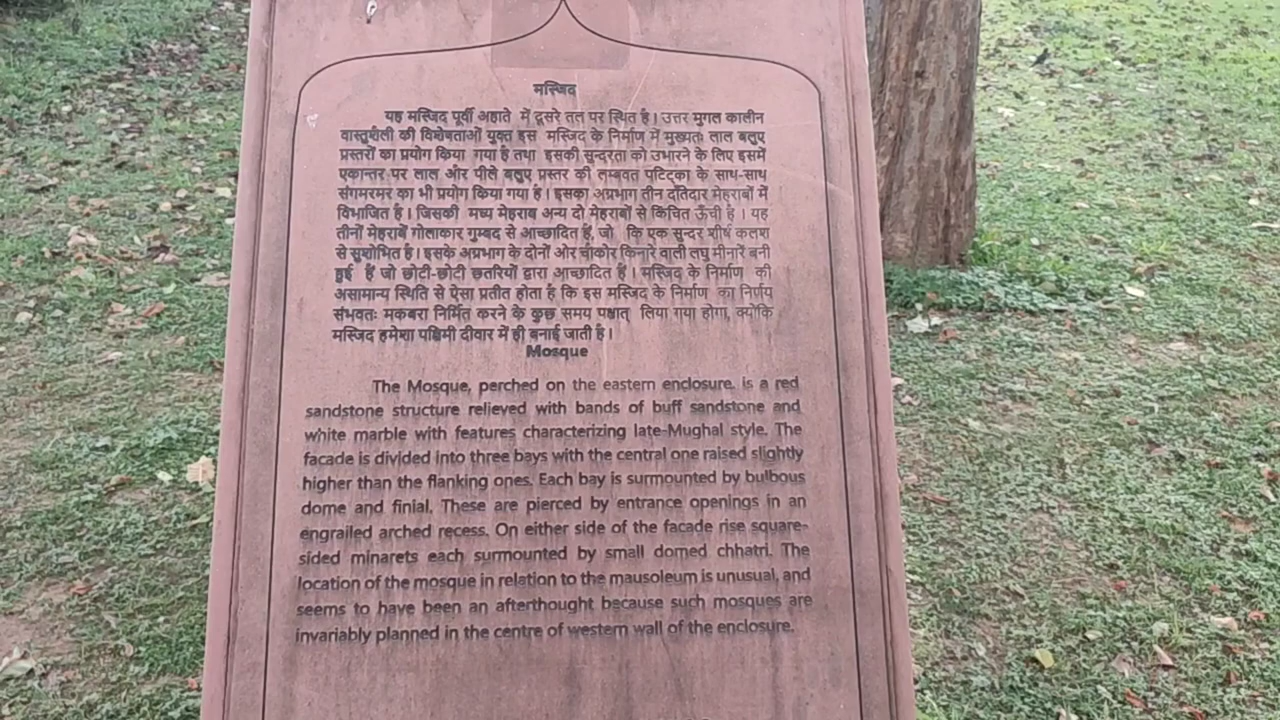 मस्जिद
यह मस्जिद पूर्वी अहाते में दूसरे तल पर स्थित है। उत्तर मुगल कालीन
वास्तुशैली की विशेषताओं युक्त इस मस्जिद के निर्माण में मुख्यतः लाल बलुए
प्रस्तरों का प्रयोग किया गया है तथा इसकी सुन्दरता को उभारने के लिए इसमें
एकान्तर पर लाल और पीले बलुए प्रस्तर की लम्बवत पटि्टका के साथ-साथ
संगमरमर का भी प्रयोग किया गया है। इसका अग्रभाग तीन दाँतेदार मेहराबों में
विभाजित है। जिसकी मध्य मेहराब अन्य दो मेहराबों से किंचित ऊँची है। यह
तीनों मेहराबें गोलाकार गुम्बद से आच्छादित हैं, जो कि एक सुन्दर शीर्ष कलश
से सुशोभित है। इसके अग्रभाग के दोनों ओर चौकोर किनारे वाली लघु मीनारें बनी
हुई हैं जो छोटी-छोटी छतरियों द्वारा आच्छादित हैं। मस्जिद के निर्माण की
असामान्य स्थिति से ऐसा प्रतीत होता है कि इस मस्जिद के निर्माण का निर्णय
संभवतः मकबरा निर्मित करने के कुछ समय पश्चात् लिया गया होगा, क्योंकि
मस्जिद हमेशा पश्चिमी दीवार में ही बनाई जाती है।
Mosque
The Mosque, perched on the eastern enclosure, is a red
sandstone structure relieved with bands of buff sandstone and
white marble with features characterizing late-Mughal style. The
facade is divided into three bays with the central one raised slightly
higher than the flanking ones. Each bay is surmounted by bulbous
dome and finial. These are pierced by entrance openings in an
engrailed arched recess. On either side of the facade rise square-
sided minarets each surmounted by small domed chhatri. The
location of the mosque in relation to the mausoleum is unusual, and
seems to have been an afterthought because such mosques are
invariably planned in the centre of western wall of the enclosure.